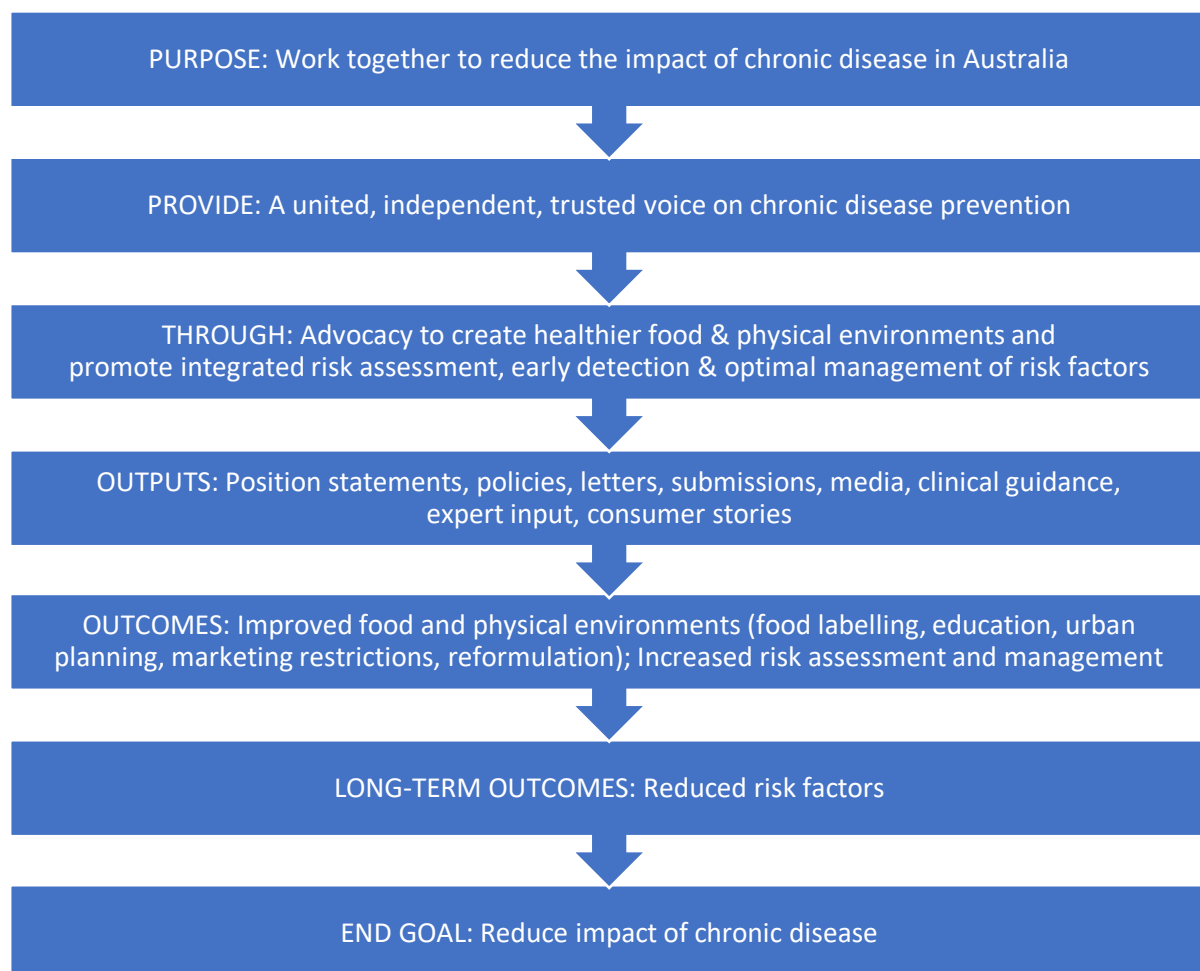 PURPOSE: Work together to reduce the impact of chronic disease in Australia
PROVIDE: A united, independent, trusted voice on chronic disease prevention
THROUGH: Advocacy to create healthier food & physical environments and
promote integrated risk assessment, early detection & optimal management of risk factors
OUTPUTS: Position statements, policies, letters, submissions, media, clinical guidance,
expert input, consumer stories
OUTCOMES: Improved food and physical environments (food labelling, education, urban
planning, marketing restrictions, reformulation); Increased risk assessment and management
LONG-TERM OUTCOMES: Reduced risk factors
END GOAL: Reduce impact of chronic disease